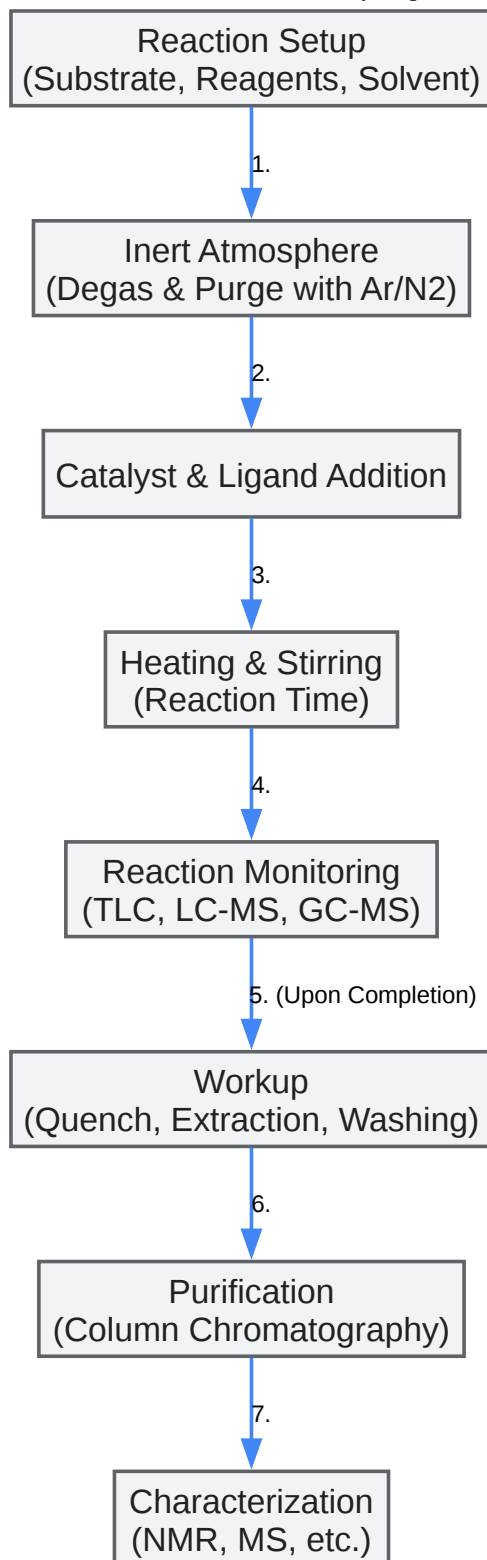 Reaction Setup
(Substrate, Reagents, Solvent)
1.
Inert Atmosphere
(Degas & Purge with Ar/N2)
2.
Catalyst & Ligand Addition
3.
Heating & Stirring
(Reaction Time)
4.
Reaction Monitoring
(TLC, LC-MS, GC-MS)
5. (Upon Completion)
Workup
(Quench, Extraction, Washing)
6.
Purification
(Column Chromatography)
7.
Characterization
(NMR, MS, etc.)